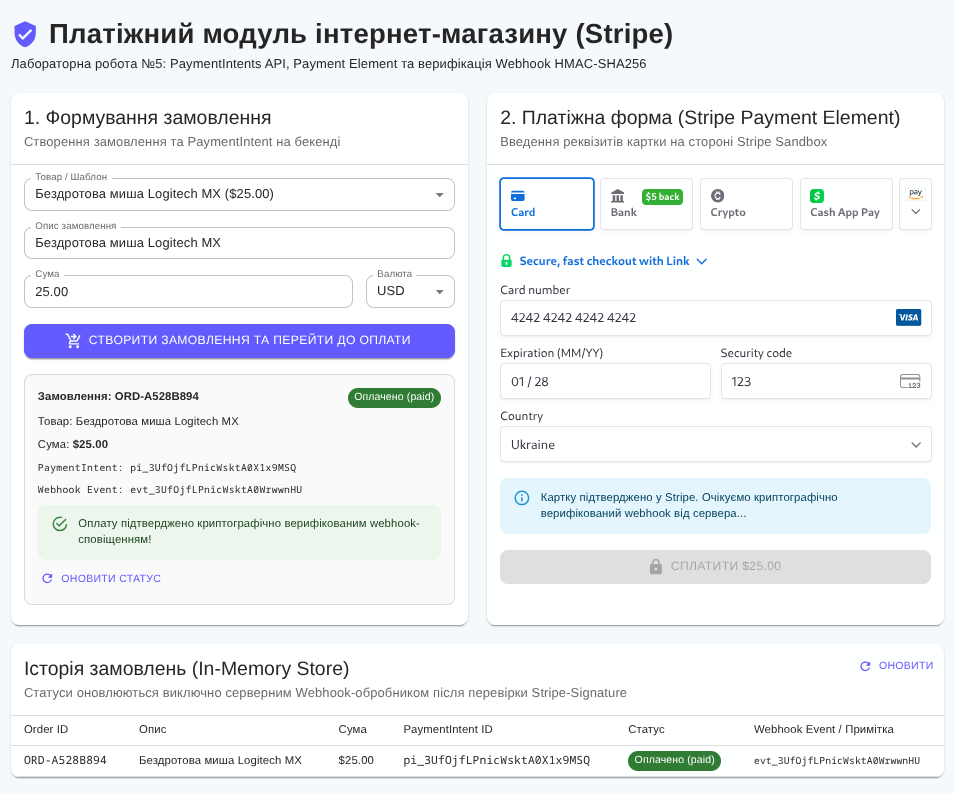 Платіжний модуль інтернет-магазину (Stripe)
Лабораторна робота №5: PaymentIntents API, Payment Element та верифікація Webhook HMAC-SHA256
1. Формування замовлення
Створення замовлення та PaymentIntent на бекенді
Товар / Шаблон
Бездротова миша Logitech MX ($25.00)
Опис замовлення
Бездротова миша Logitech MX
Сума
25.00
Валюта
USD
СТВОРИТИ ЗАМОВЛЕННЯ ТА ПЕРЕЙТИ ДО ОПЛАТИ
Замовлення: ORD-A528B894
Оплачено (paid)
Товар: Бездротова миша Logitech MX
Сума: $25.00
PaymentIntent: pi_3UfOjfLPnicWsktA0X1x9MSQ
Webhook Event: evt_3UfOjfLPnicWsktA0WrwwnHU
Оплату підтверджено криптографічно верифікованим webhook-
сповіщенням!
ОНОВИТИ СТАТУС
2. Платіжна форма (Stripe Payment Element)
Введення реквізитів картки на стороні Stripe Sandbox
Card
Bank
$5 back
Crypto
Cash App Pay
pay
Secure, fast checkout with Link
Card number
4242 4242 4242 4242
VISA
Expiration (MM/YY)
01 / 28
Security code
123
123
Country
Ukraine
Картку підтверджено у Stripe. Очікуємо криптографічно
верифікований webhook від сервера...
СПЛАТИТИ $25.00
Історія замовлень (In-Memory Store)
ОНОВИТИ
Статуси оновлюються виключно серверним Webhook-обробником після перевірки Stripe-Signature
Order ID Опис Сума PaymentIntent ID Статус Webhook Event / Примітка
ORD-A528B894 Бездротова миша Logitech MX $25.00 pi_3UfOjfLPnicWsktA0X1x9MSQ Оплачено (paid) evt_3UfOjfLPnicWsktA0WrwwnHU